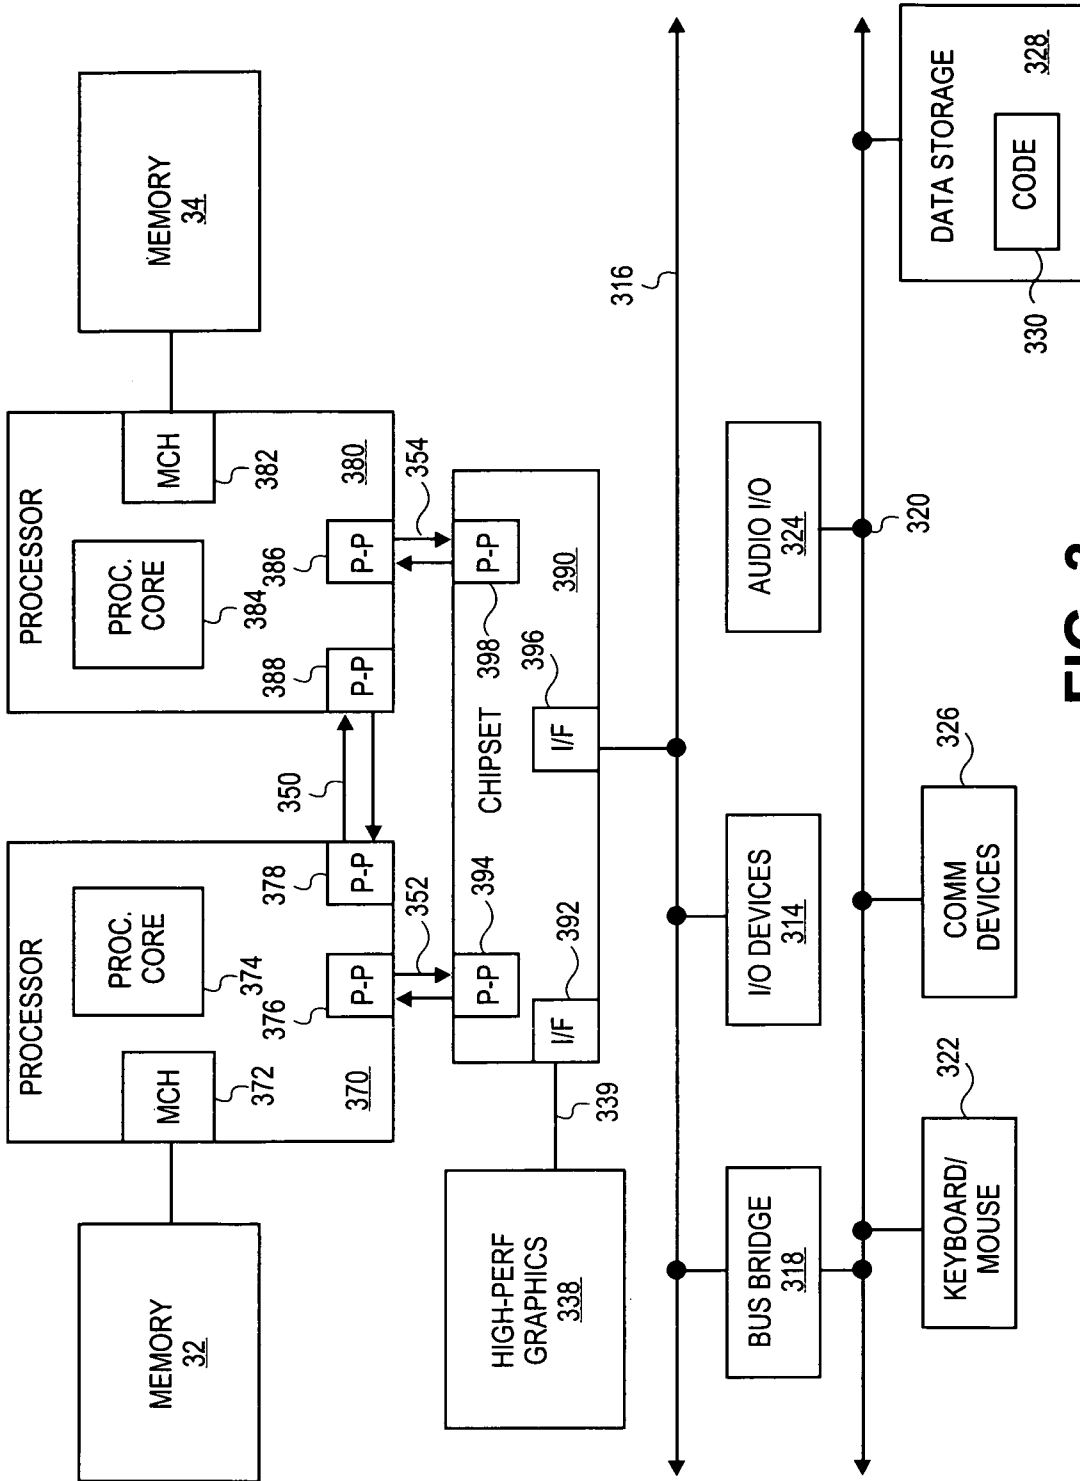 PROCESSOR
PROCESSOR
MEMORY
32
MCH
372
PROC.
CORE
374
370
376
P-P
378
P-P
350
388
P-P
PROC.
CORE
384
386
P-P
380
MCH
382
MEMORY
34
352
354
P-P
394
CHIPSET
P-P
398
390
HIGH-PERF
GRAPHICS
338
339
I/F
392
I/F
396
316
BUS BRIDGE
318
I/O DEVICES
314
AUDIO I/O
324
320
KEYBOARD/
MOUSE
322
COMM
DEVICES
326
DATA STORAGE
CODE
328
330
FIG.